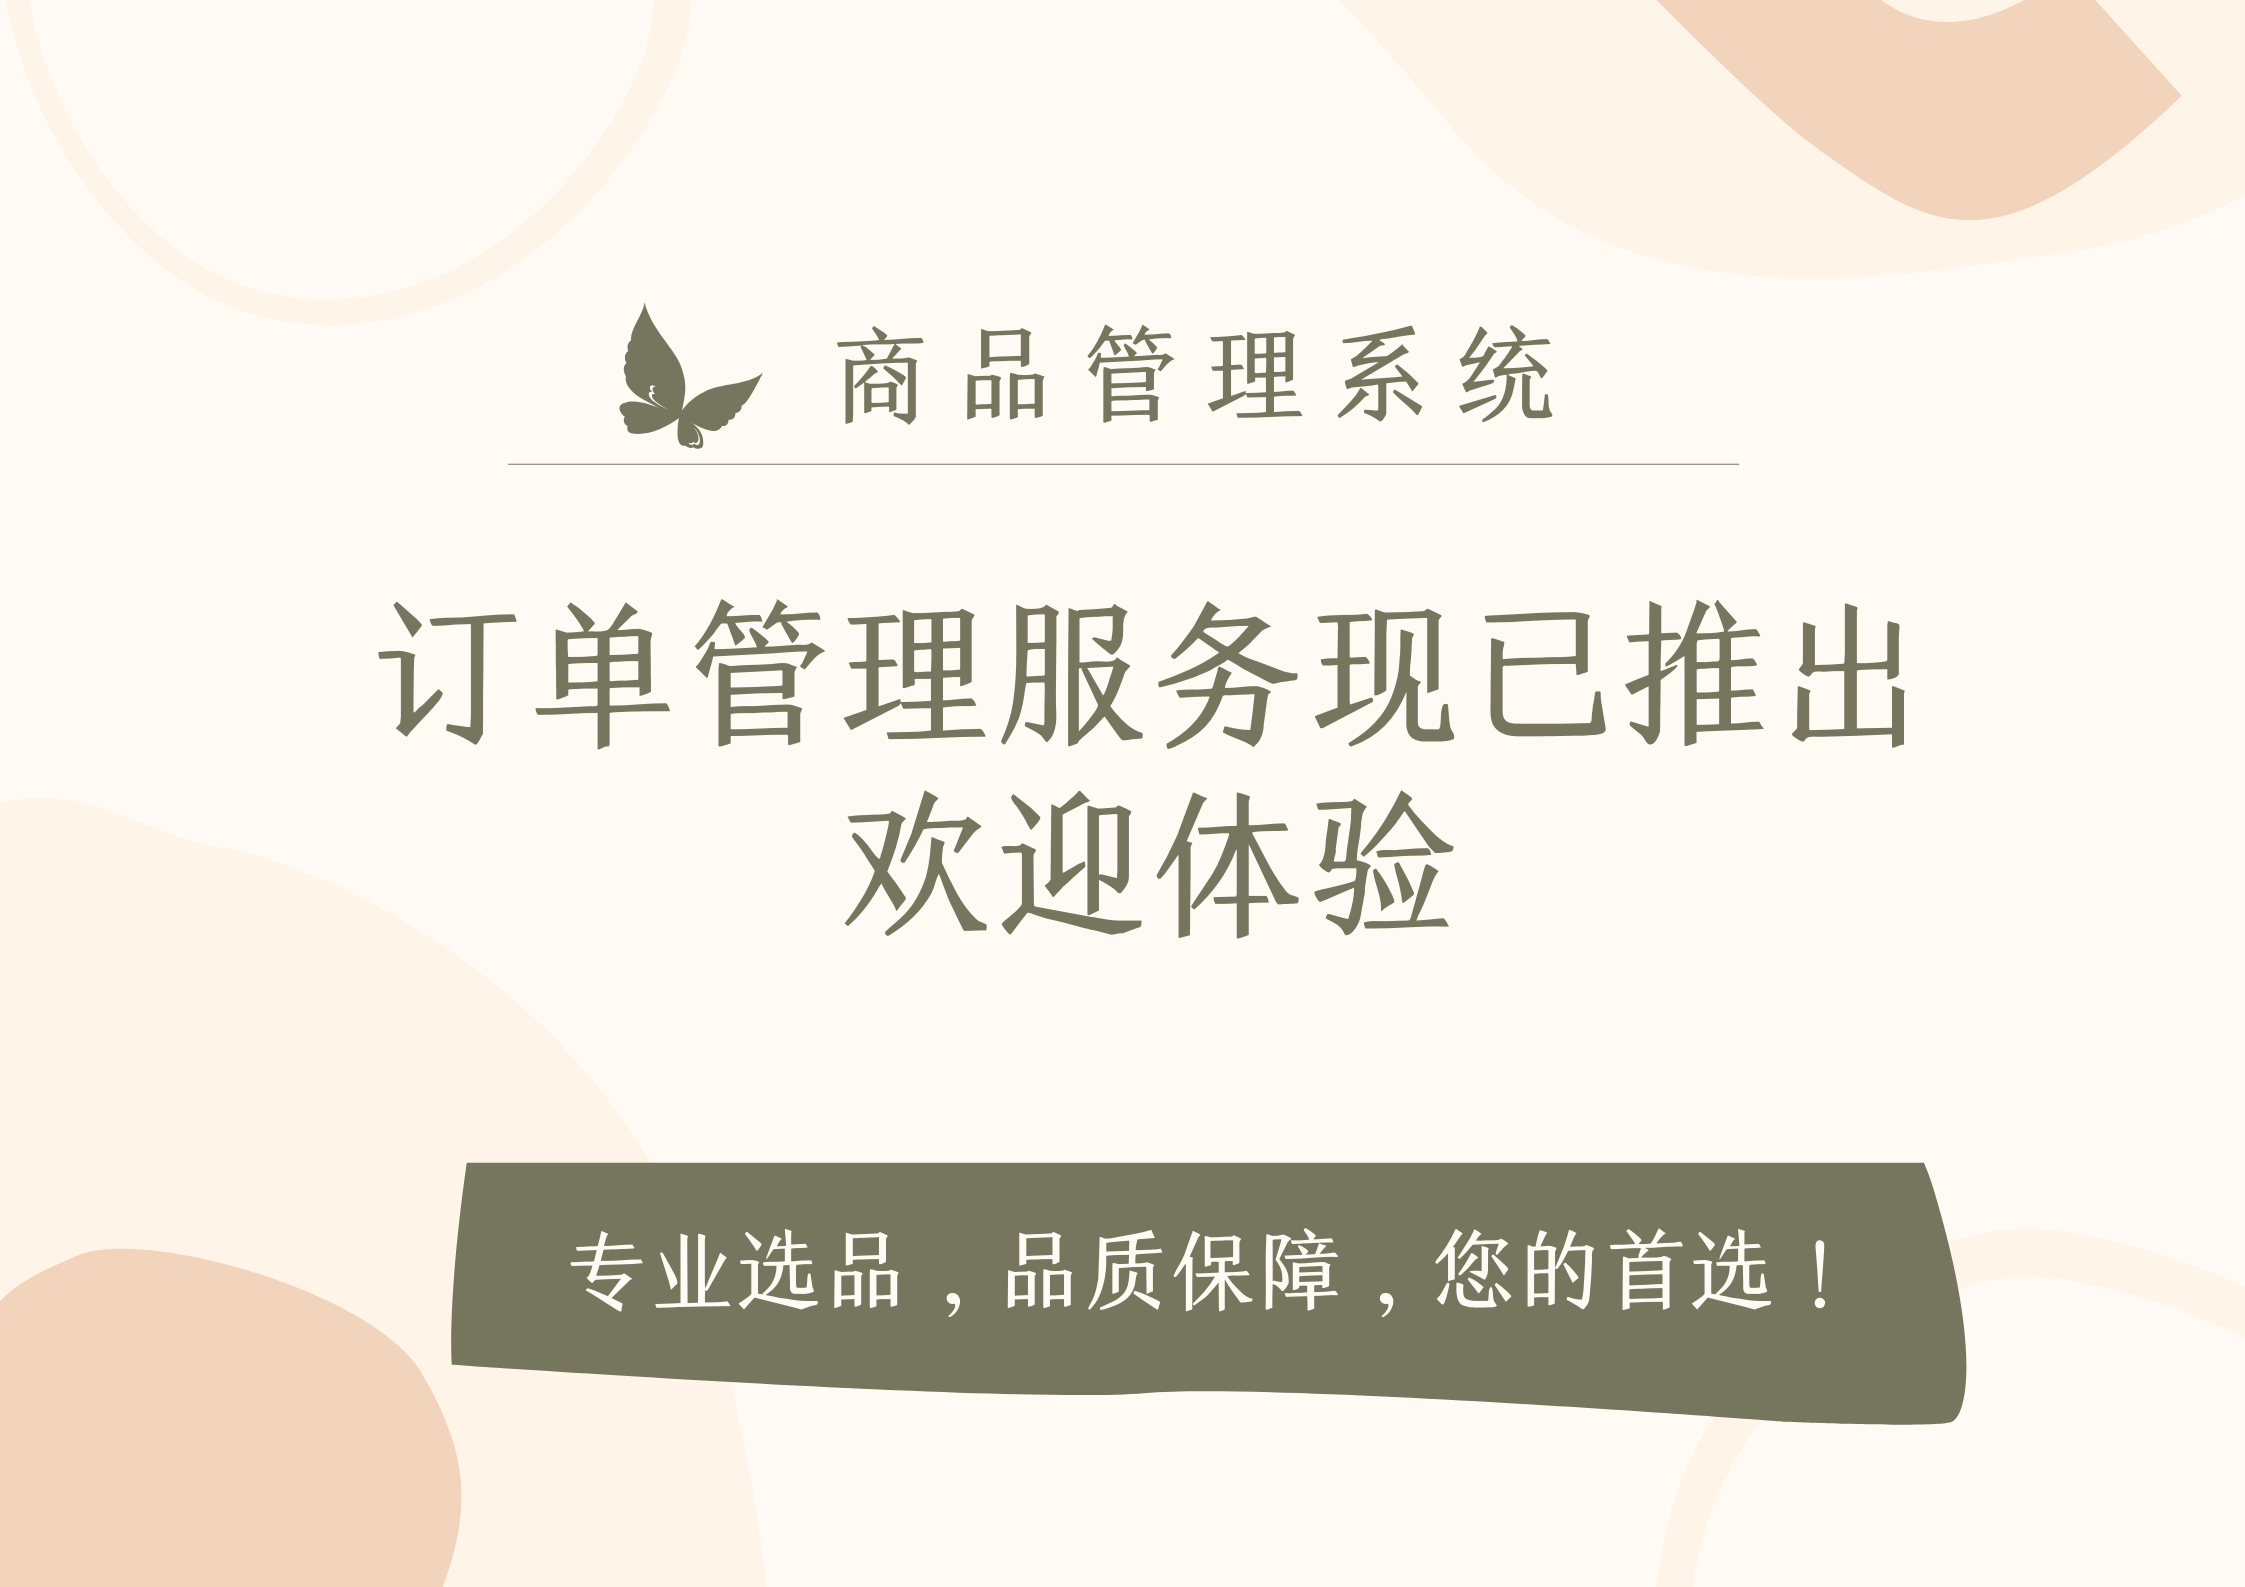 商品管理系统
订单管理服务现已推出
欢迎体验
专业选品，品质保障，您的首选！